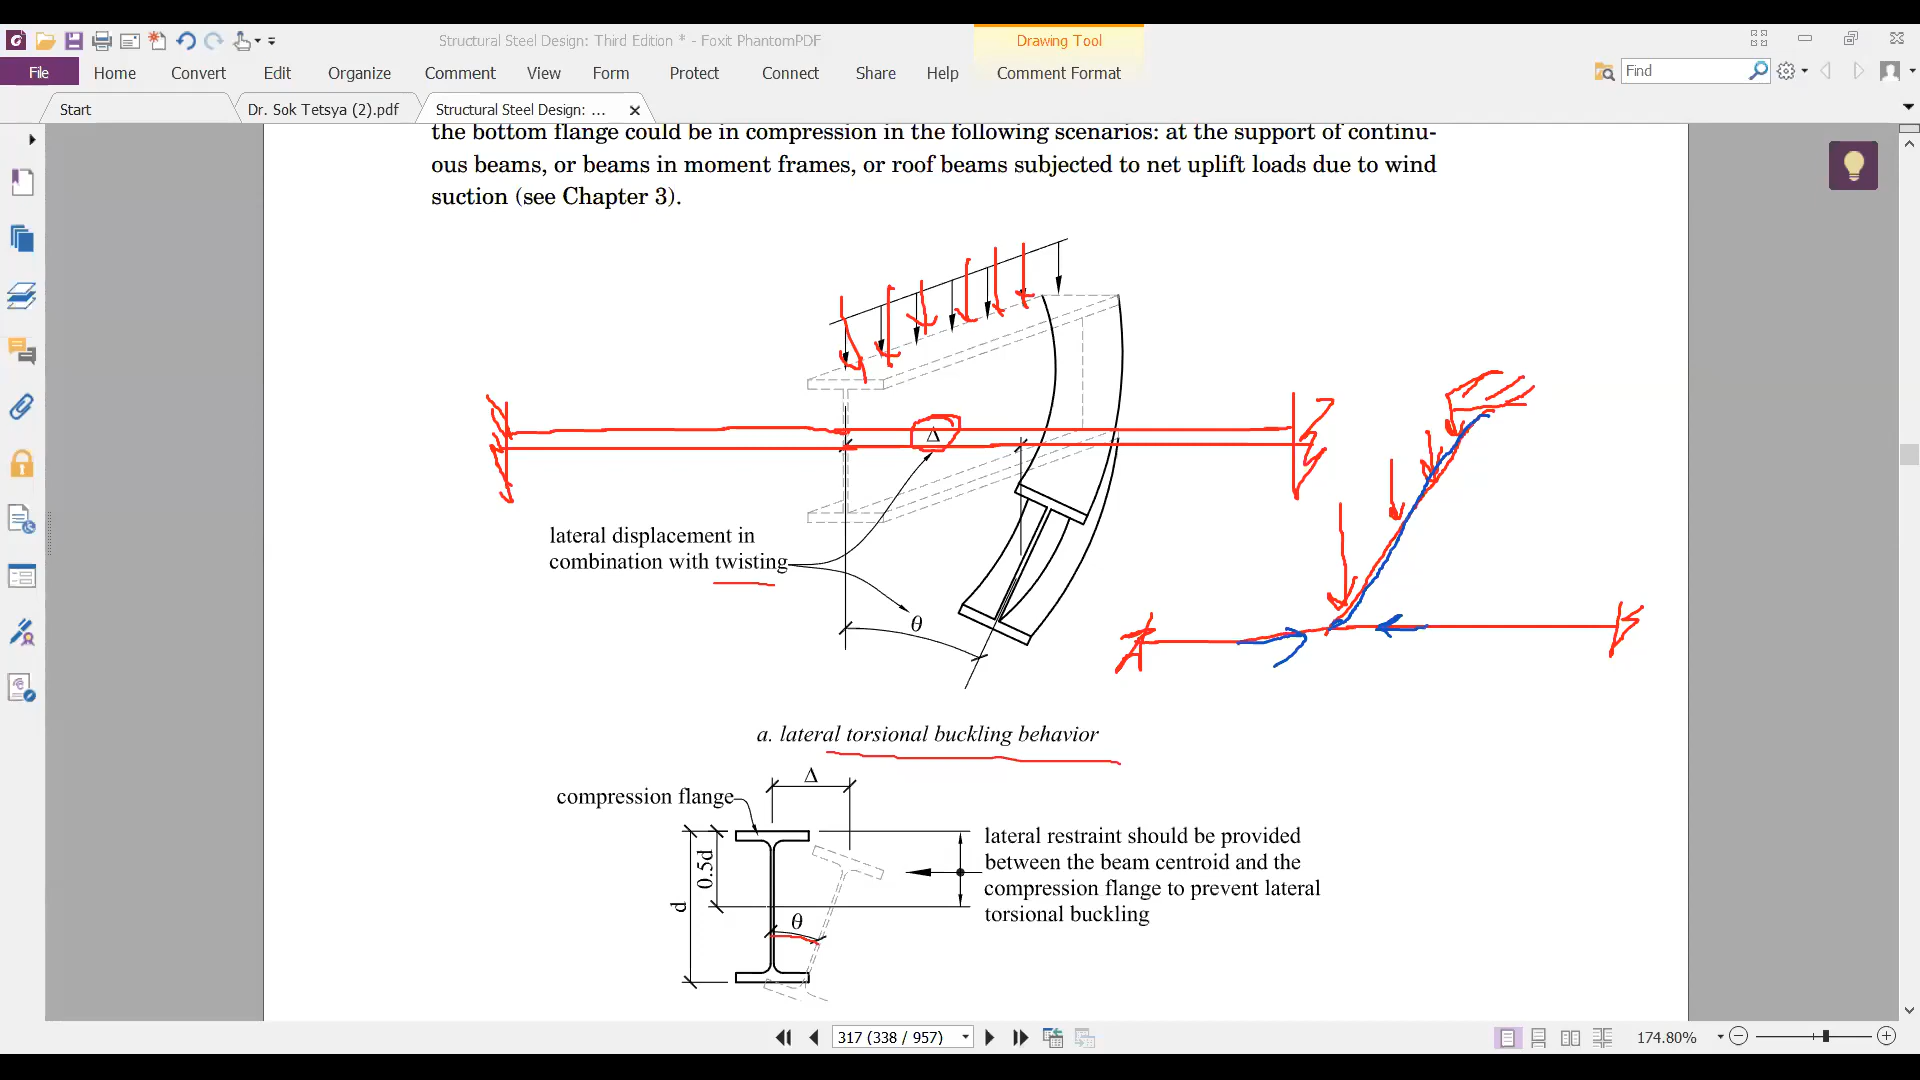 Structural Steel Design: Third Edition * - Foxit PhantomPDF
Drawing Tool
File Home Convert Edit Organize Comment View Form Protect Connect Share Help Comment Format
Find
Start
Dr. Sok Tetsya (2).pdf
Structural Steel Design: ...
the bottom flange could be in compression in the following scenarios: at the support of continu-
ous beams, or beams in moment frames, or roof beams subjected to net uplift loads due to wind
suction (see Chapter 3).
Δ
lateral displacement in
combination with twisting
θ
a. lateral torsional buckling behavior
Δ
compression flange
0.5d
d
θ
lateral restraint should be provided
between the beam centroid and the
compression flange to prevent lateral
torsional buckling
317 (338 / 957)
174.80%